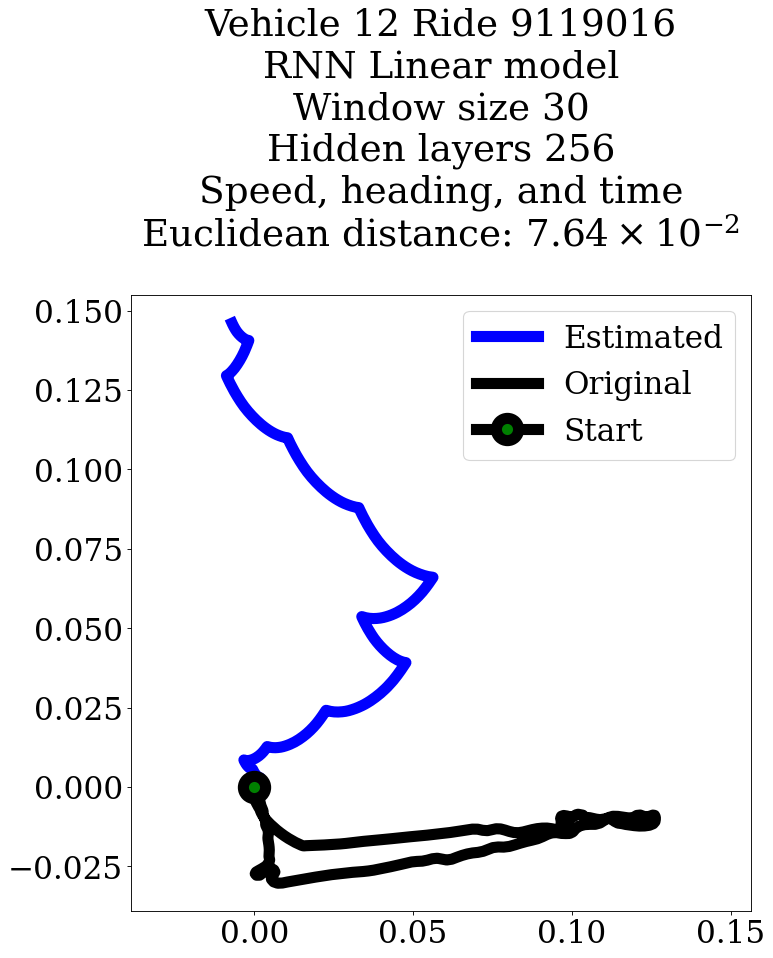 Vehicle 12 Ride 9119016
RNN Linear model
Window size 30
Hidden layers 256
Speed, heading, and time
Euclidean distance: 7.64 × 10⁻²
Estimated
Original
Start
0.150
0.125
0.100
0.075
0.050
0.025
0.000
−0.025
0.00 0.05 0.10 0.15